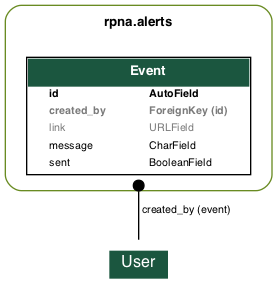 rpna.alerts
Event
id AutoField
created_by ForeignKey (id)
link URLField
message CharField
sent BooleanField
created_by (event)
User